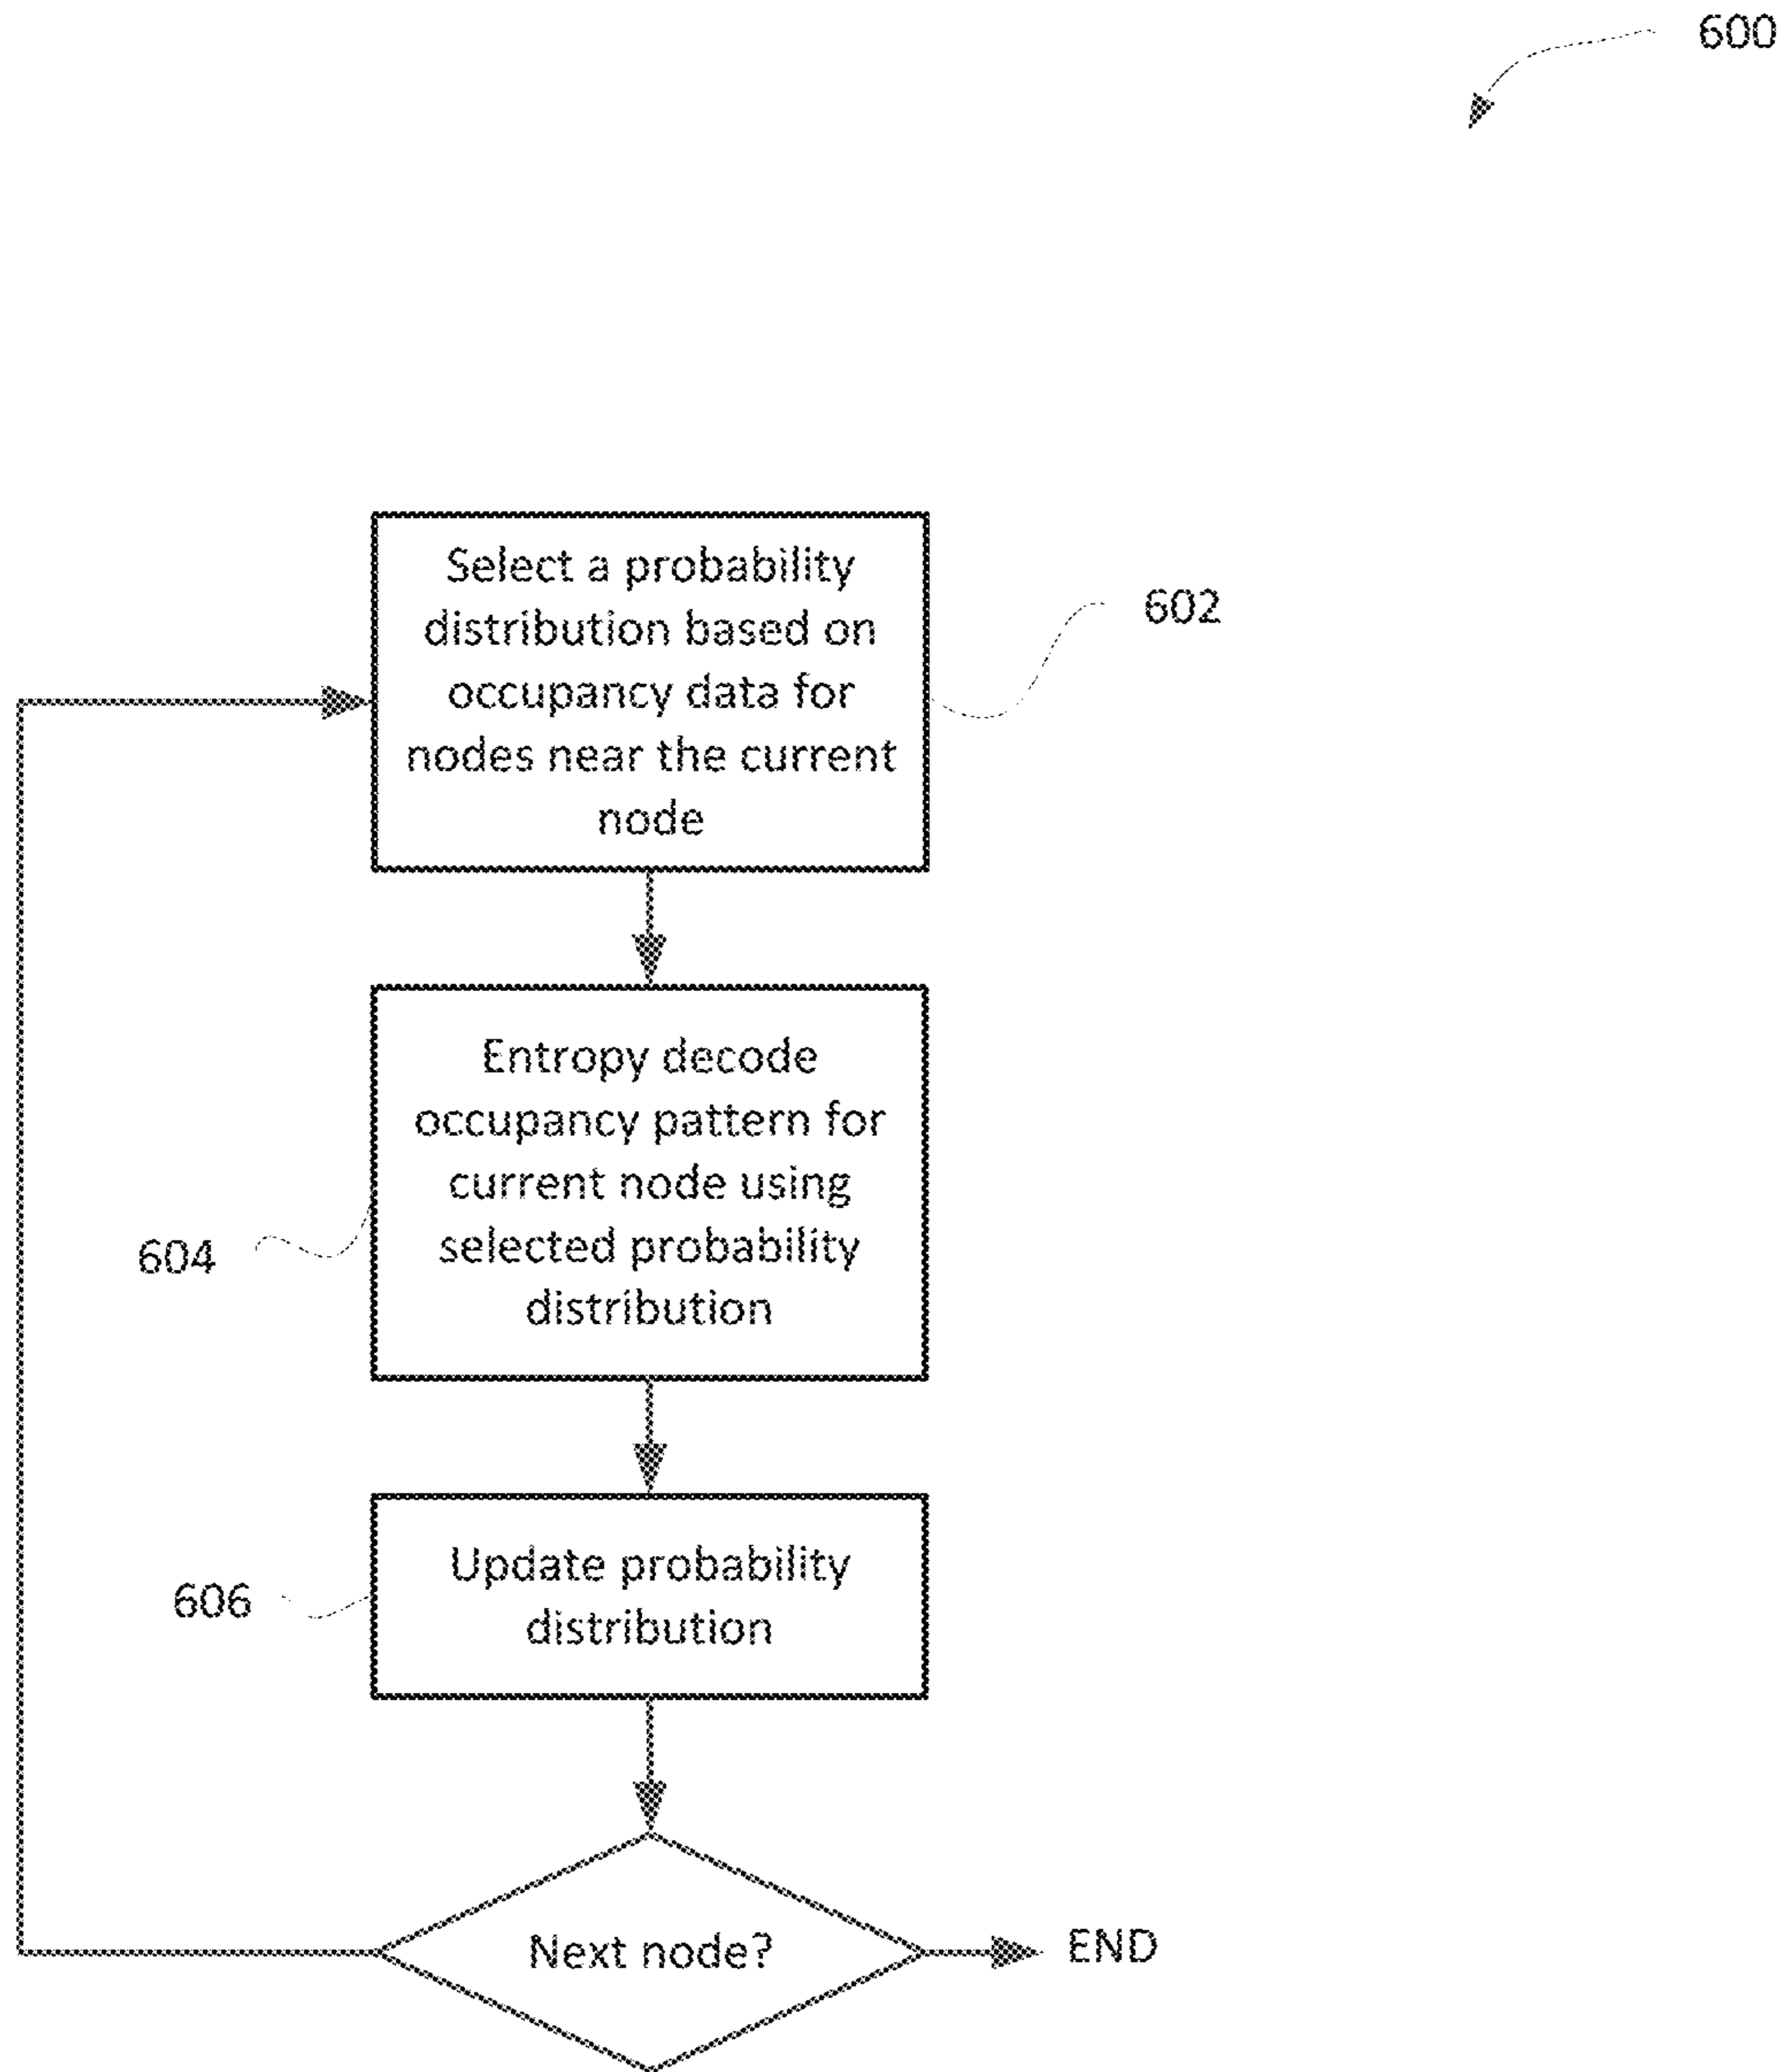 600
Select a probability
distribution based on
occupancy data for
nodes near the current
node
602
Entropy decode
occupancy pattern for
current node using
selected probability
distribution
604
Update probability
distribution
606
Next node?
END